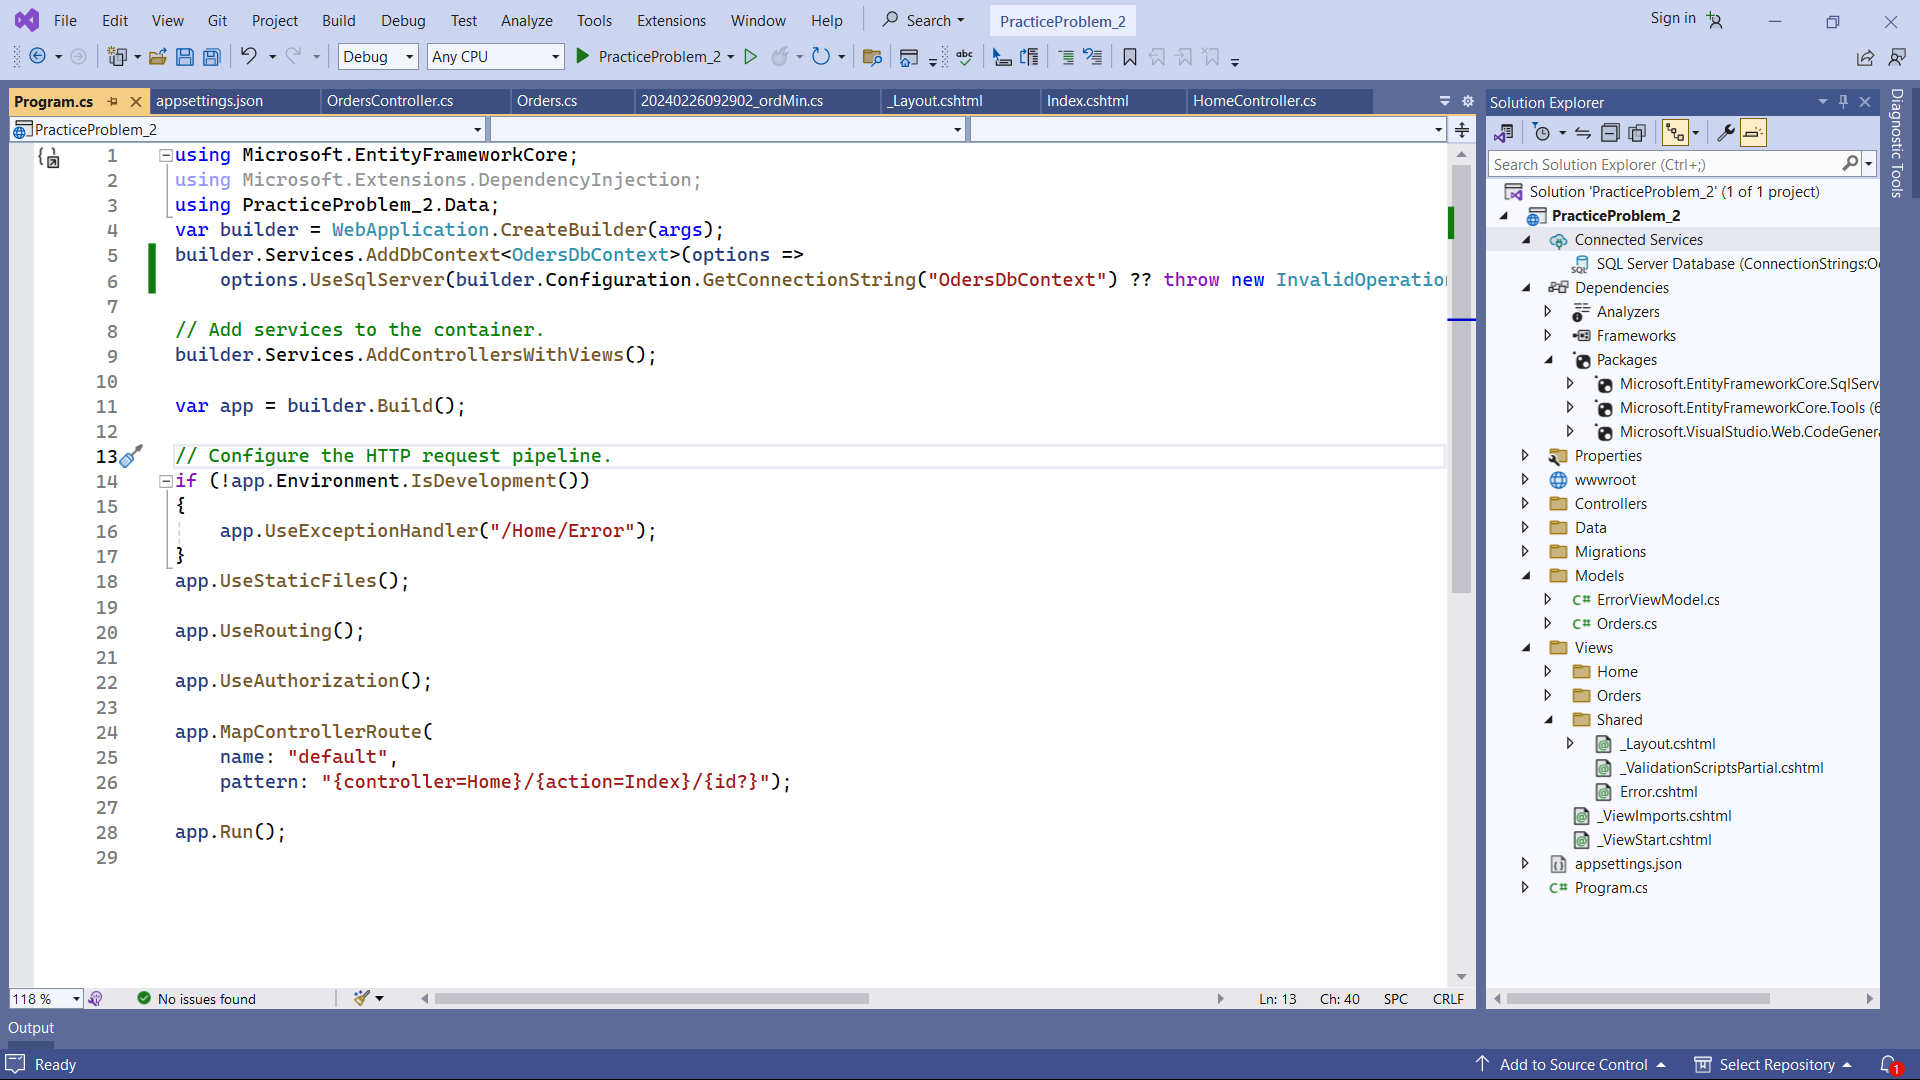 File Edit View Git Project Build Debug Test Analyze Tools Extensions Window Help Search PracticeProblem_2 Sign in
Debug Any CPU PracticeProblem_2 abc
Program.cs appsettings.json OrdersController.cs Orders.cs 20240226092902_ordMin.cs _Layout.cshtml Index.cshtml HomeController.cs
PracticeProblem_2
1 using Microsoft.EntityFrameworkCore;
2 using Microsoft.Extensions.DependencyInjection;
3 using PracticeProblem_2.Data;
4 var builder = WebApplication.CreateBuilder(args);
5 builder.Services.AddDbContext<OdersDbContext>(options =>
6 options.UseSqlServer(builder.Configuration.GetConnectionString("OdersDbContext") ?? throw new InvalidOperation
7
8 // Add services to the container.
9 builder.Services.AddControllersWithViews();
10
11 var app = builder.Build();
12
13 // Configure the HTTP request pipeline.
14 if (!app.Environment.IsDevelopment())
15 {
16 app.UseExceptionHandler("/Home/Error");
17 }
18 app.UseStaticFiles();
19
20 app.UseRouting();
21
22 app.UseAuthorization();
23
24 app.MapControllerRoute(
25 name: "default",
26 pattern: "{controller=Home}/{action=Index}/{id?}");
27
28 app.Run();
29
118 % No issues found Ln: 13 Ch: 40 SPC CRLF
Solution Explorer
Search Solution Explorer (Ctrl+;)
Solution 'PracticeProblem_2' (1 of 1 project)
PracticeProblem_2
Connected Services
SQL Server Database (ConnectionStrings:O
Dependencies
Analyzers
Frameworks
Packages
Microsoft.EntityFrameworkCore.SqlServ
Microsoft.EntityFrameworkCore.Tools (6
Microsoft.VisualStudio.Web.CodeGenera
Properties
wwwroot
Controllers
Data
Migrations
Models
C# ErrorViewModel.cs
C# Orders.cs
Views
Home
Orders
Shared
_Layout.cshtml
_ValidationScriptsPartial.cshtml
Error.cshtml
_ViewImports.cshtml
_ViewStart.cshtml
appsettings.json
C# Program.cs
Diagnostic Tools
Output
Ready Add to Source Control Select Repository 1